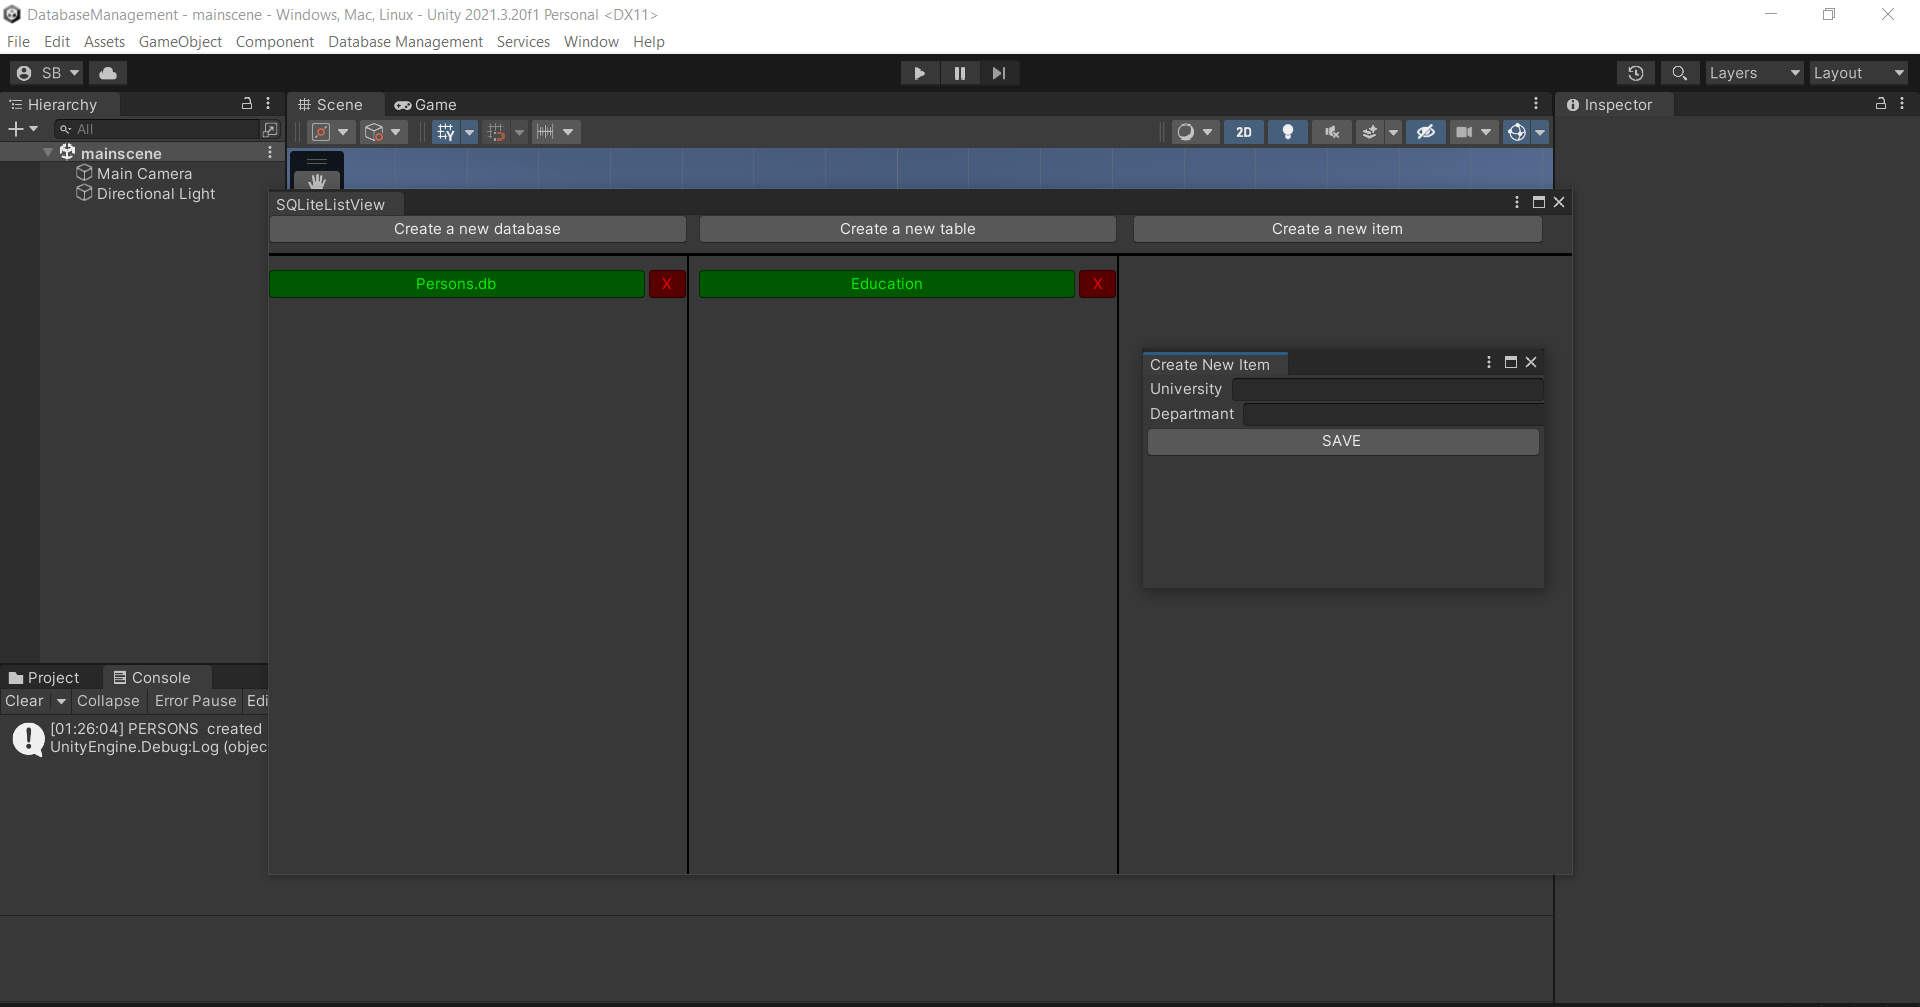 DatabaseManagement - mainscene - Windows, Mac, Linux - Unity 2021.3.20f1 Personal <DX11>
File Edit Assets GameObject Component Database Management Services Window Help
SB Layers Layout
Hierarchy Scene Game Inspector
All 2D
mainscene
Main Camera
Directional Light
SQLiteListView
Create a new database Create a new table Create a new item
Persons.db X Education X
Create New Item
University
Departmant
SAVE
Project Console
Clear Collapse Error Pause Edi
[01:26:04] PERSONS created
UnityEngine.Debug:Log (objec